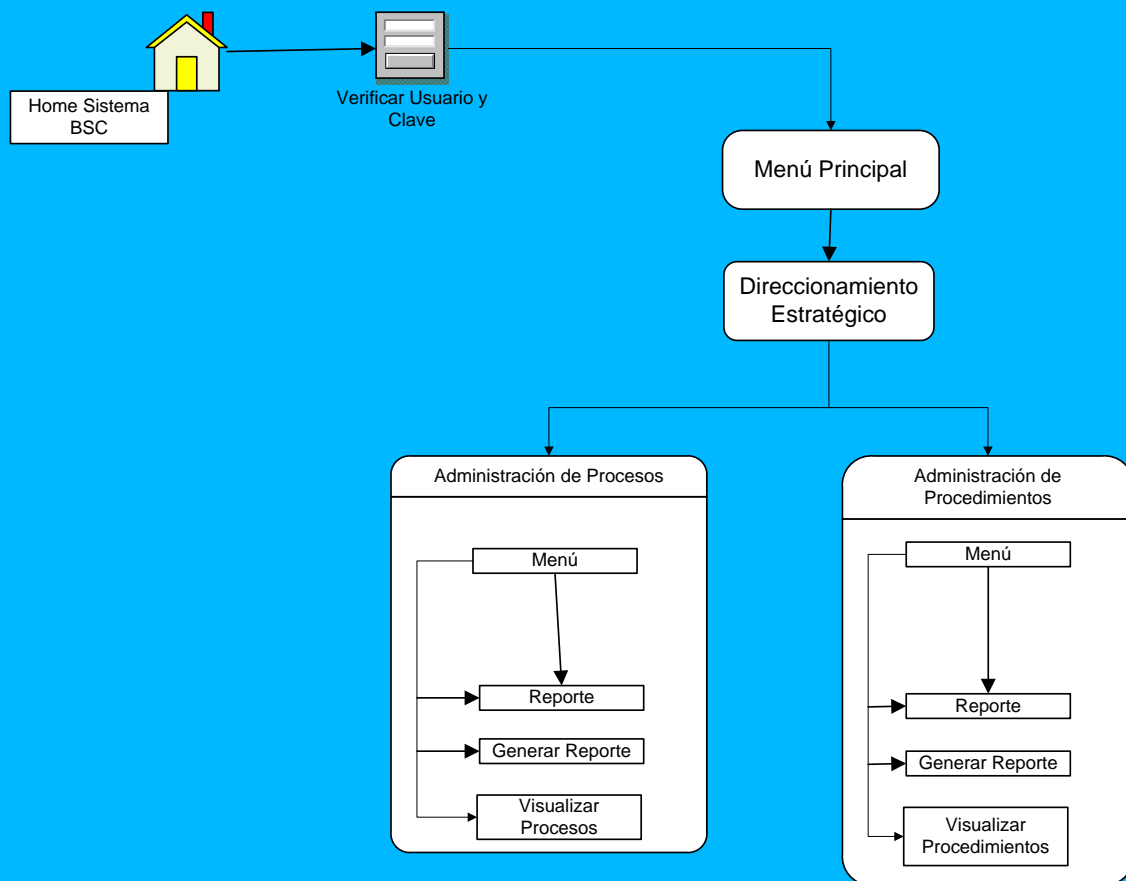 Home Sistema
BSC
Verificar Usuario y
Clave
Menú Principal
Direccionamiento
Estratégico
Administración de Procesos
Menú
Reporte
Generar Reporte
Visualizar
Procesos
Administración de
Procedimientos
Menú
Reporte
Generar Reporte
Visualizar
Procedimientos